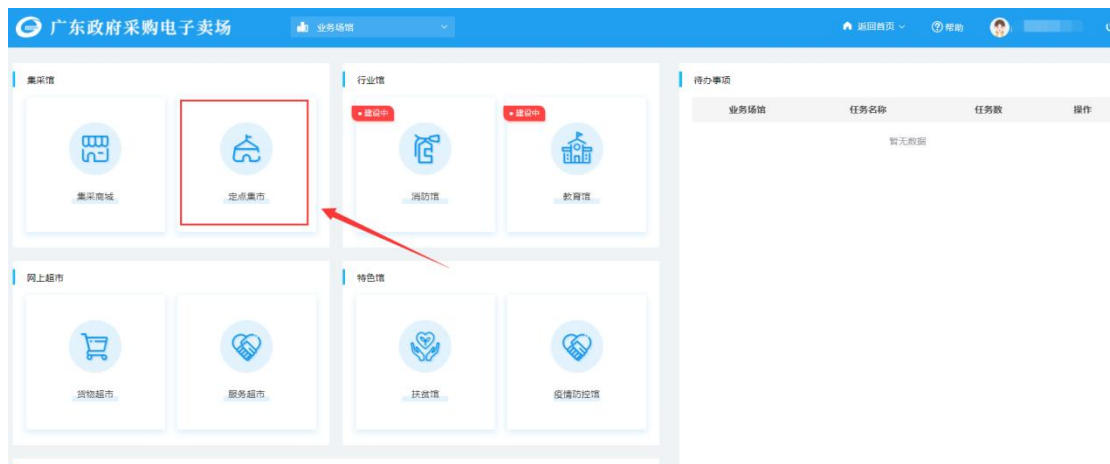 广东政府采购电子卖场
业务场馆
返回首页
帮助
集采馆
集采商城
定点集市
行业馆
• 建设中
消防馆
• 建设中
教育馆
待办事项
业务场馆 任务名称 任务数 操作
暂无数据
网上超市
货物超市
服务超市
特色馆
扶贫馆
疫情防控馆